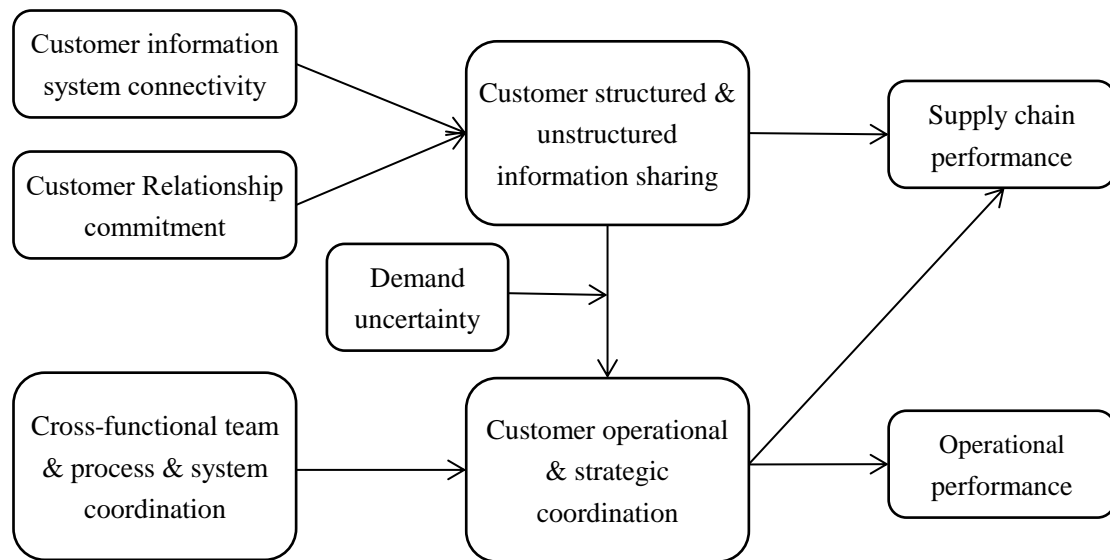 Customer information
system connectivity
Customer Relationship
commitment
Customer structured &
unstructured
information sharing
Supply chain
performance
Demand
uncertainty
Cross-functional team
& process & system
coordination
Customer operational
& strategic
coordination
Operational
performance